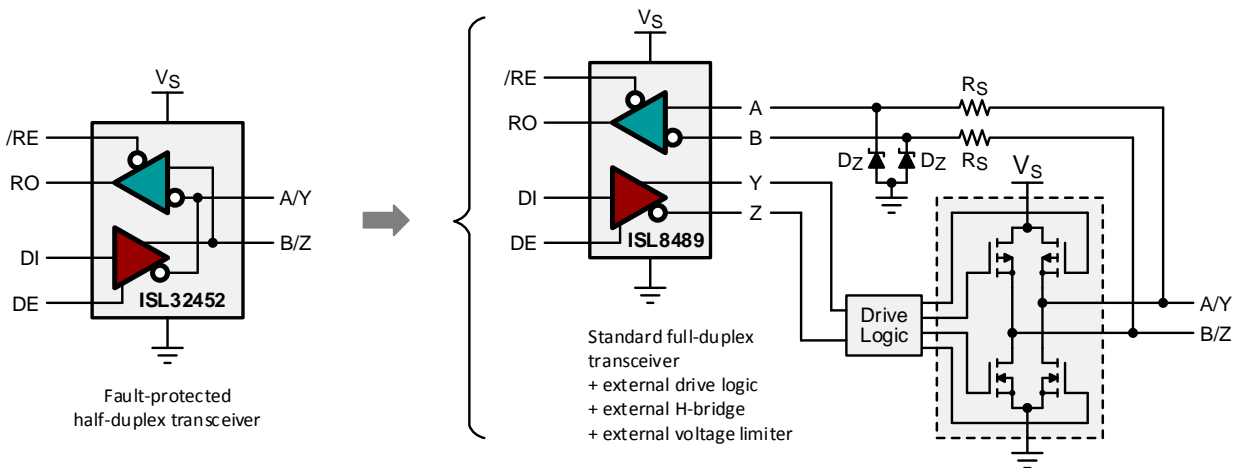 VS
/RE
RO
DI
DE
A/Y
B/Z
ISL32452
Fault-protected
half-duplex transceiver
VS
/RE
RO
DI
DE
A
B
Y
Z
ISL8489
RS
RS
DZ
DZ
VS
Drive
Logic
A/Y
B/Z
Standard full-duplex
transceiver
+ external drive logic
+ external H-bridge
+ external voltage limiter